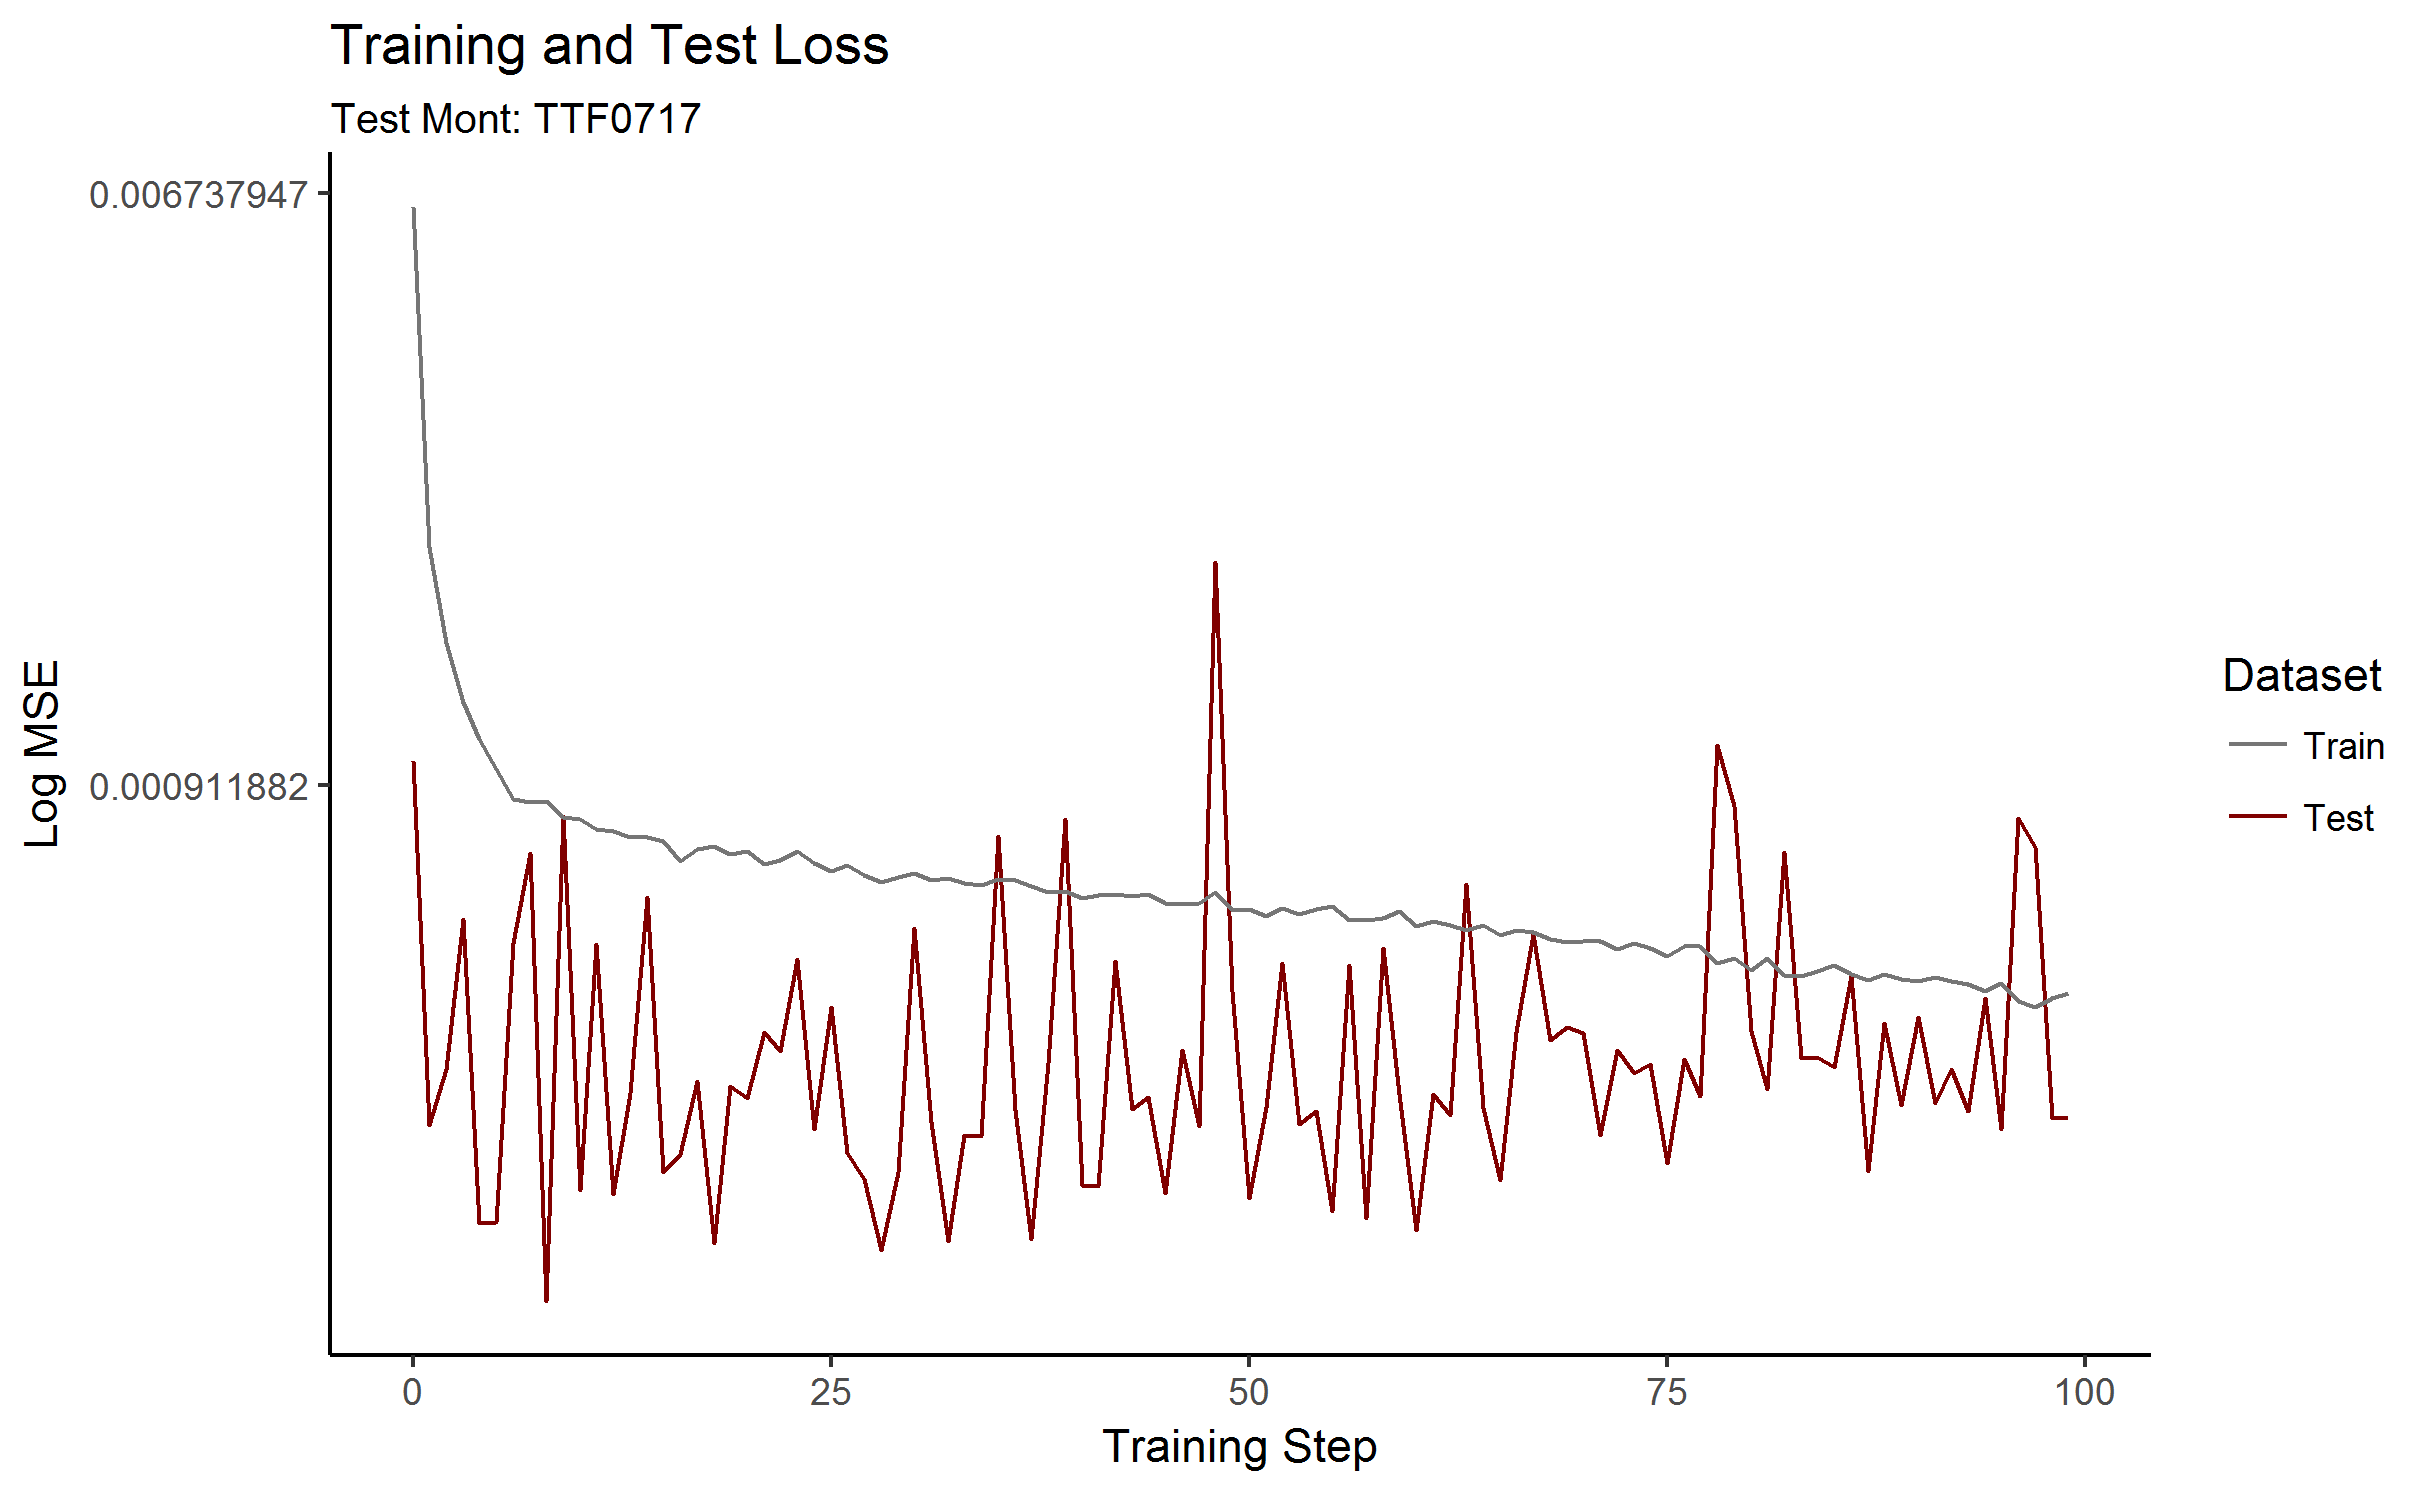 Training and Test Loss
Test Mont: TTF0717
0.006737947
0.000911882
Log MSE
0 25 50 75 100
Training Step
Dataset
Train
Test